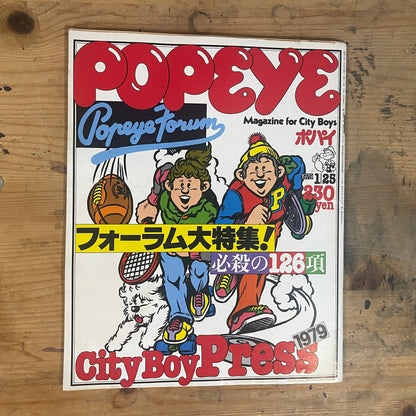 POPEYE
Popeye Forum
Magazine for City Boys
ポパイ
1/25
230
yen
P
フォーラム大特集!
必殺の126項
City Boy Press
1979